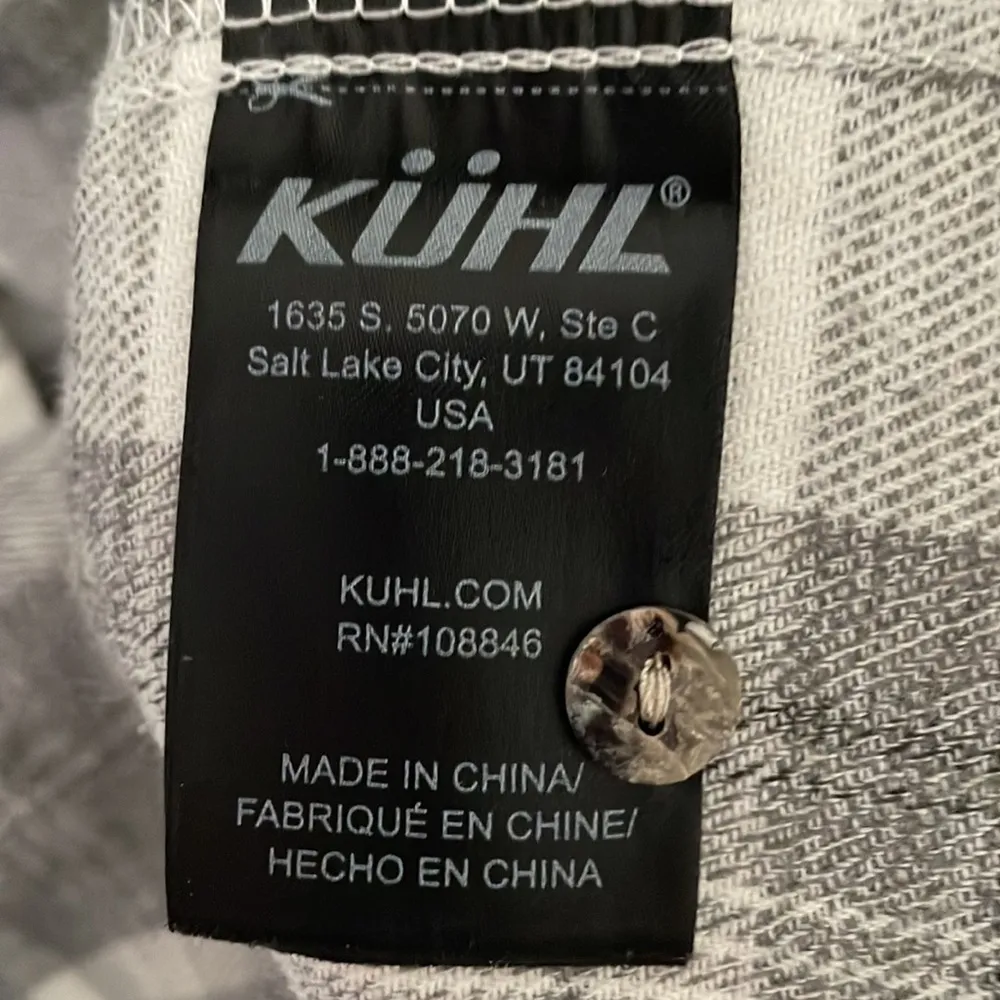 KÜHL®
1635 S. 5070 W, Ste C
Salt Lake City, UT 84104
USA
1-888-218-3181
KUHL.COM
RN#108846
MADE IN CHINA/
FABRIQUÉ EN CHINE/
HECHO EN CHINA